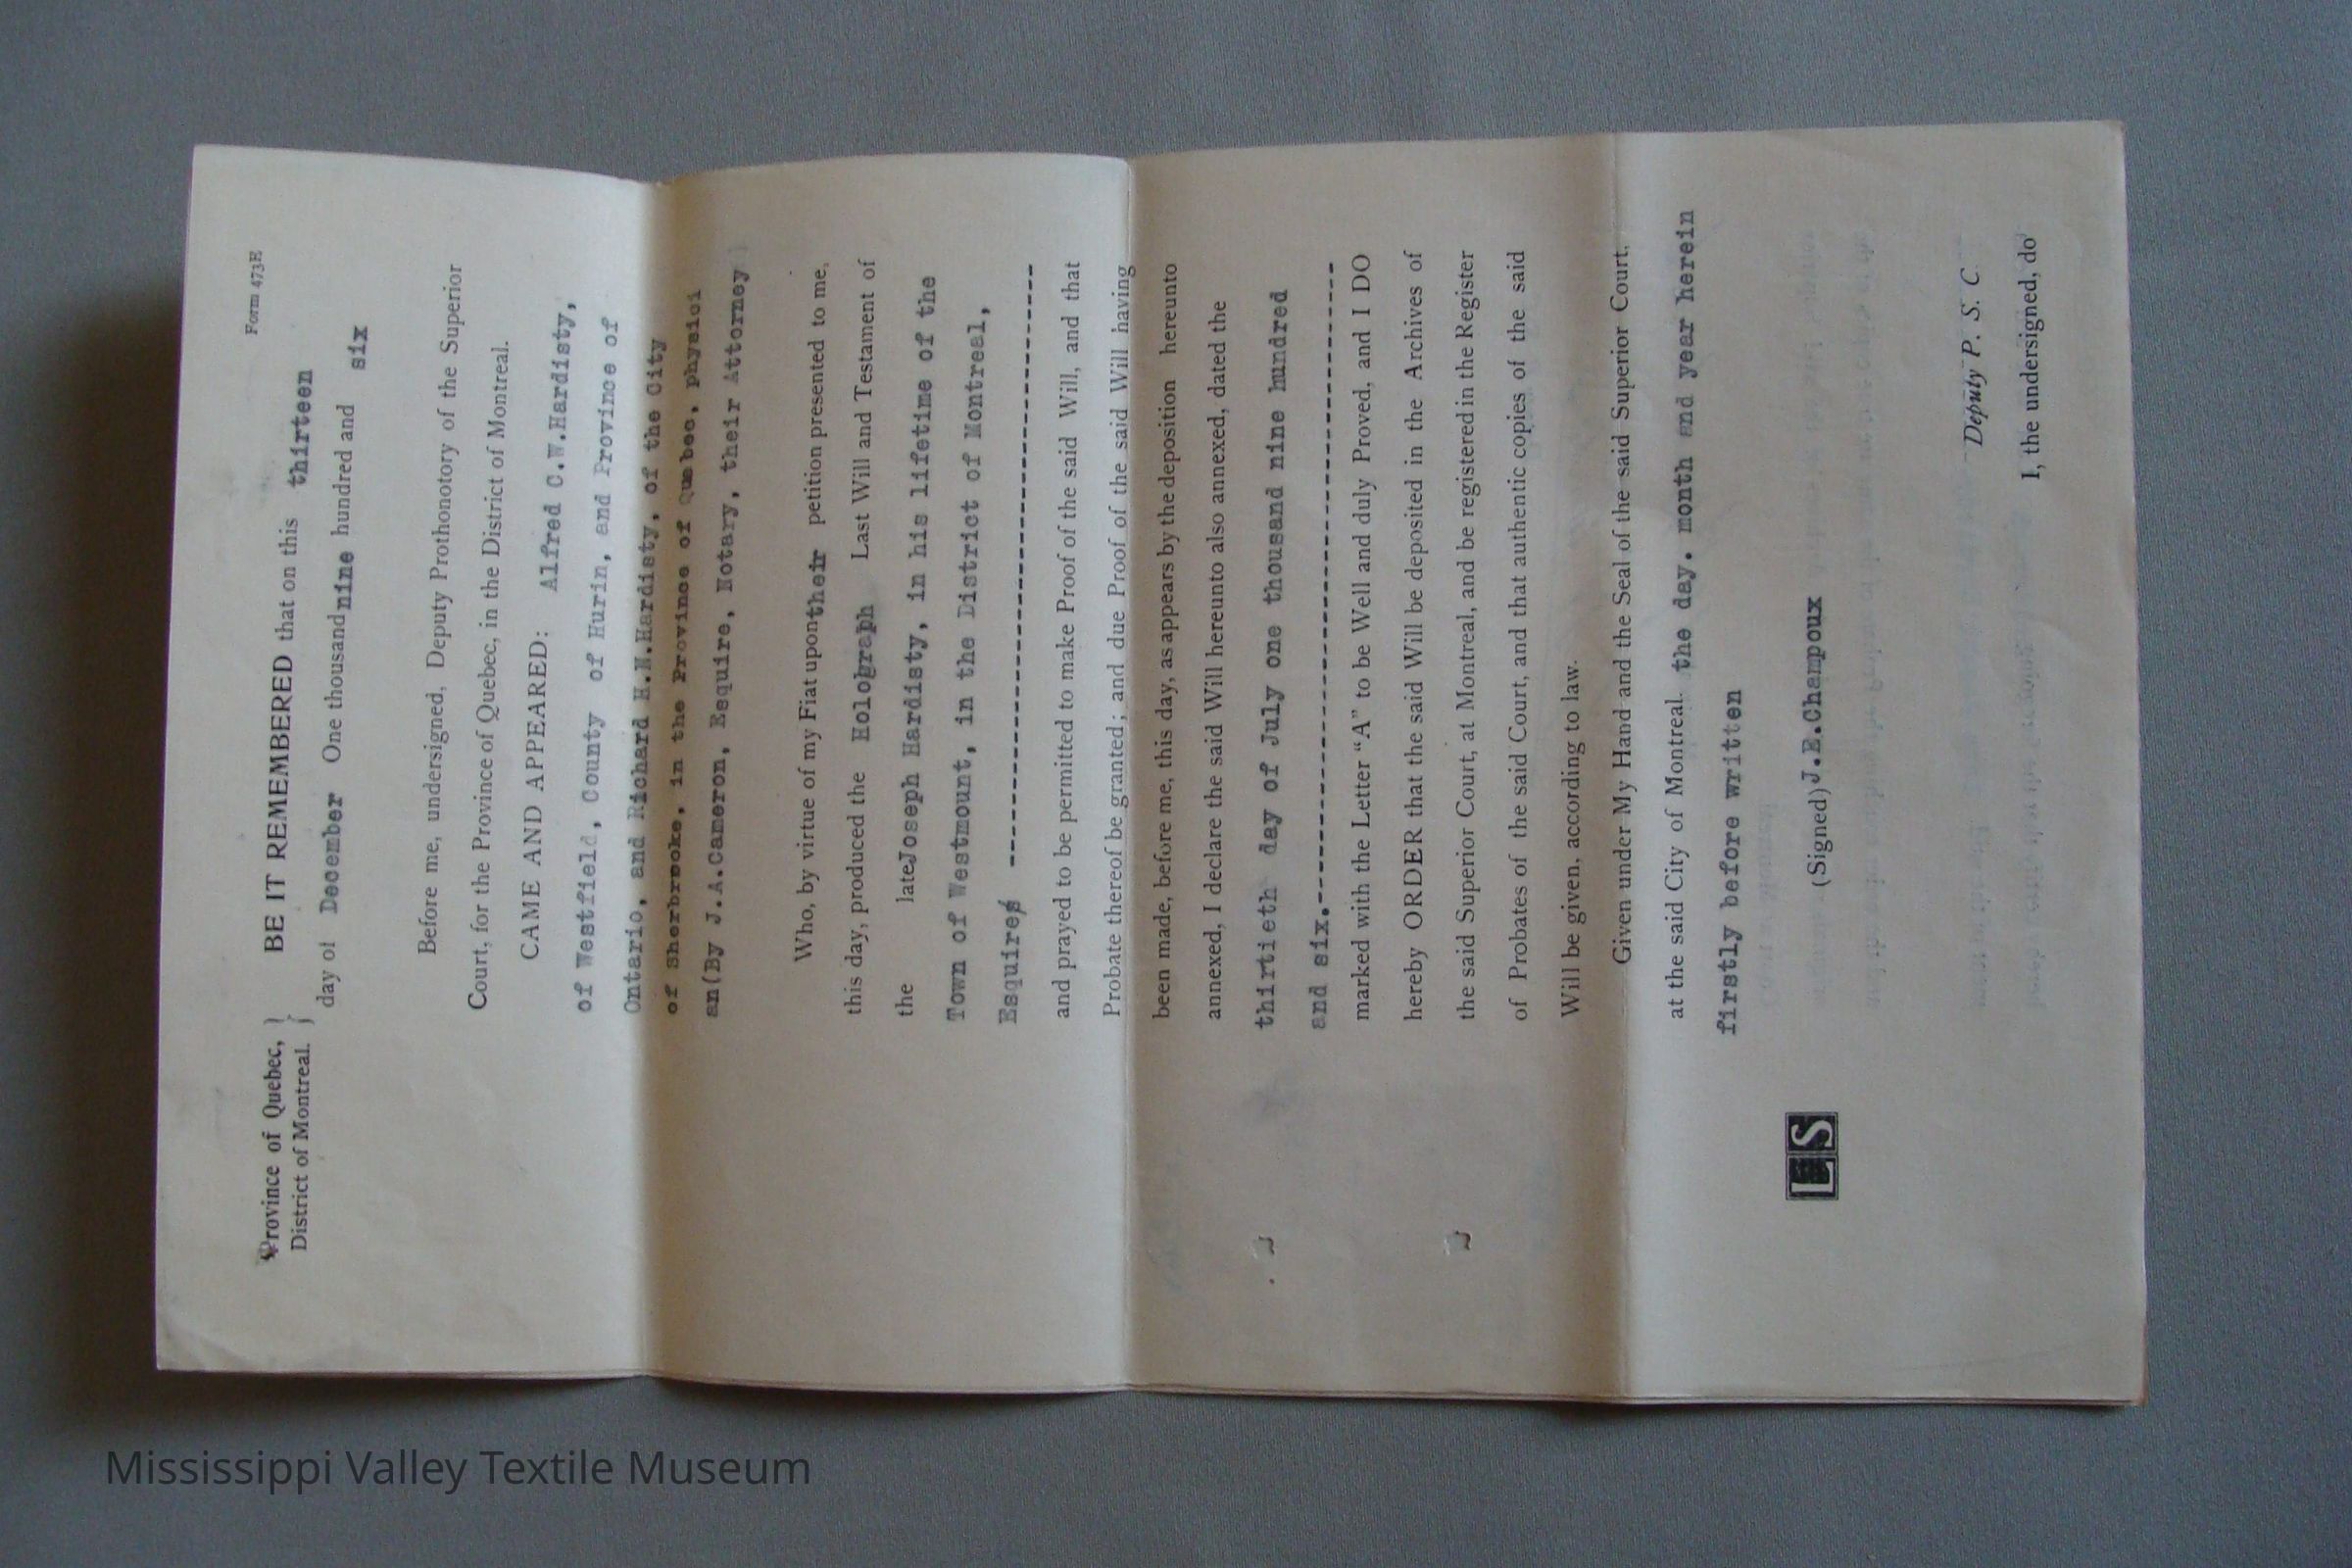 Form 473E
Province of Quebec,
District of Montreal.
BE IT REMEMBERED that on this thirteen
day of December One thousand nine hundred and six
Before me, undersigned, Deputy Prothonotary of the Superior
Court, for the Province of Quebec, in the District of Montreal.
CAME AND APPEARED: Alfred C.W.Hardisty,
of Westfield, County of Hurin, and Province of
Ontario, and Richard H.M.Hardisty, of the City
of Sherbrooke, in the Province of Quebec, physici
an(By J.A.Cameron, Esquire, Notary, their Attorney)
Who, by virtue of my Fiat upon their petition presented to me,
this day, produced the Holograph Last Will and Testament of
the late Joseph Hardisty, in his lifetime of the
Town of Westmount, in the District of Montreal,
Esquires --------------------
and prayed to be permitted to make Proof of the said Will, and that
Probate thereof be granted; and due Proof of the said Will having
been made, before me, this day, as appears by the deposition hereunto
annexed, I declare the said Will hereunto also annexed, dated the
thirtieth day of July one thousand nine hundred
and six.--------------------
marked with the Letter “A” to be Well and duly Proved, and I DO
hereby ORDER that the said Will be deposited in the Archives of
the said Superior Court, at Montreal, and be registered in the Register
of Probates of the said Court, and that authentic copies of the said
Will be given, according to law.
Given under My Hand and the Seal of the said Superior Court,
at the said City of Montreal. the day. month and year herein
firstly before written
(Signed)J.E.Champoux
LS
Deputy P. S. C.
I, the undersigned, do
Mississippi Valley Textile Museum